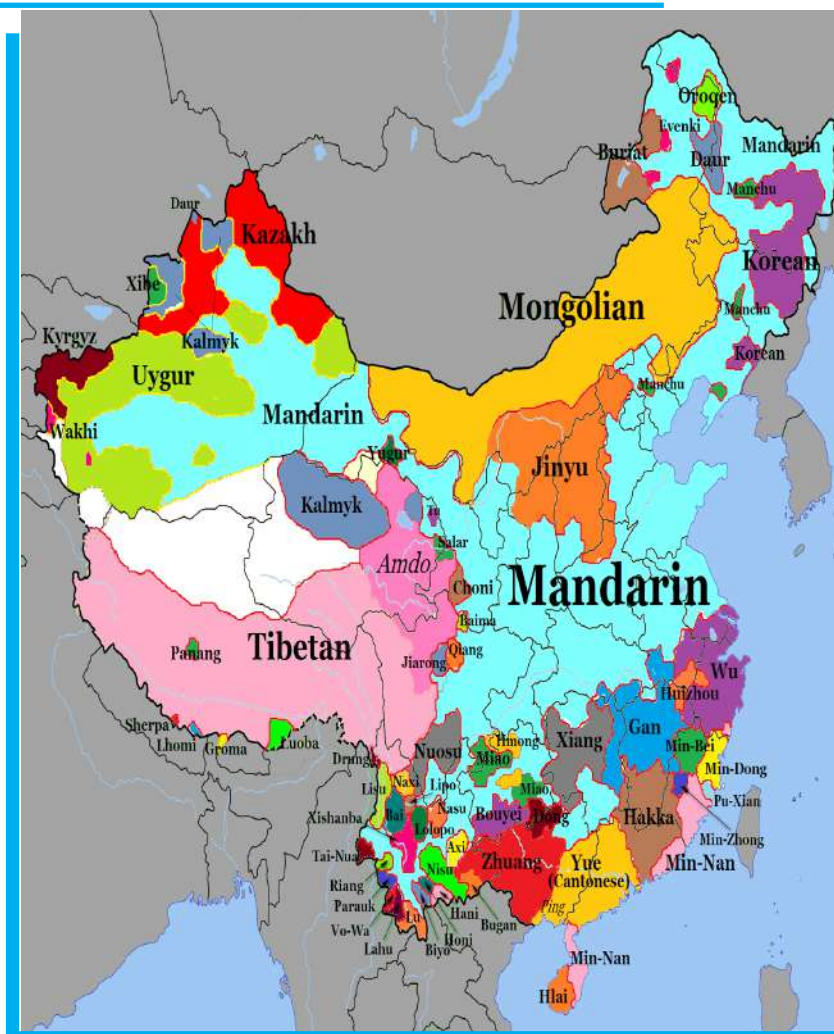 Oroqen
Evenki
Mandarin
Buriat
Daur
Manchu
Daur
Kazakh
Korean
Xibe
Mongolian
Manchu
Kyrgyz
Kalmyk
Korean
Uygur
Manchu
Mandarin
Wakhi
Yugur
Jinyu
Kalmyk
Tu
Salar
Amdo
Choni
Mandarin
Baima
Tibetan
Qiang
Panang
Jiarong
Wu
Huizhou
Sherpa
Gan
Lhomi
Groma
Luoba
Nuosu
Hmong
Xiang
Min-Bei
Drung
Miao
Min-Dong
Lisu
Naxi
Lipo
Miao
Pu-Xian
Xishanba
Bai
Nasu
Bouyei
Dong
Hakka
Lolopo
Min-Zhong
Tai-Nua
Axi
Zhuang
Yue
(Cantonese)
Min-Nan
Nisu
Riang
Parauk
Hani
Bugan
Ping
Vo-Wa
Lu
Honi
Lahu
Biyo
Min-Nan
Hlai